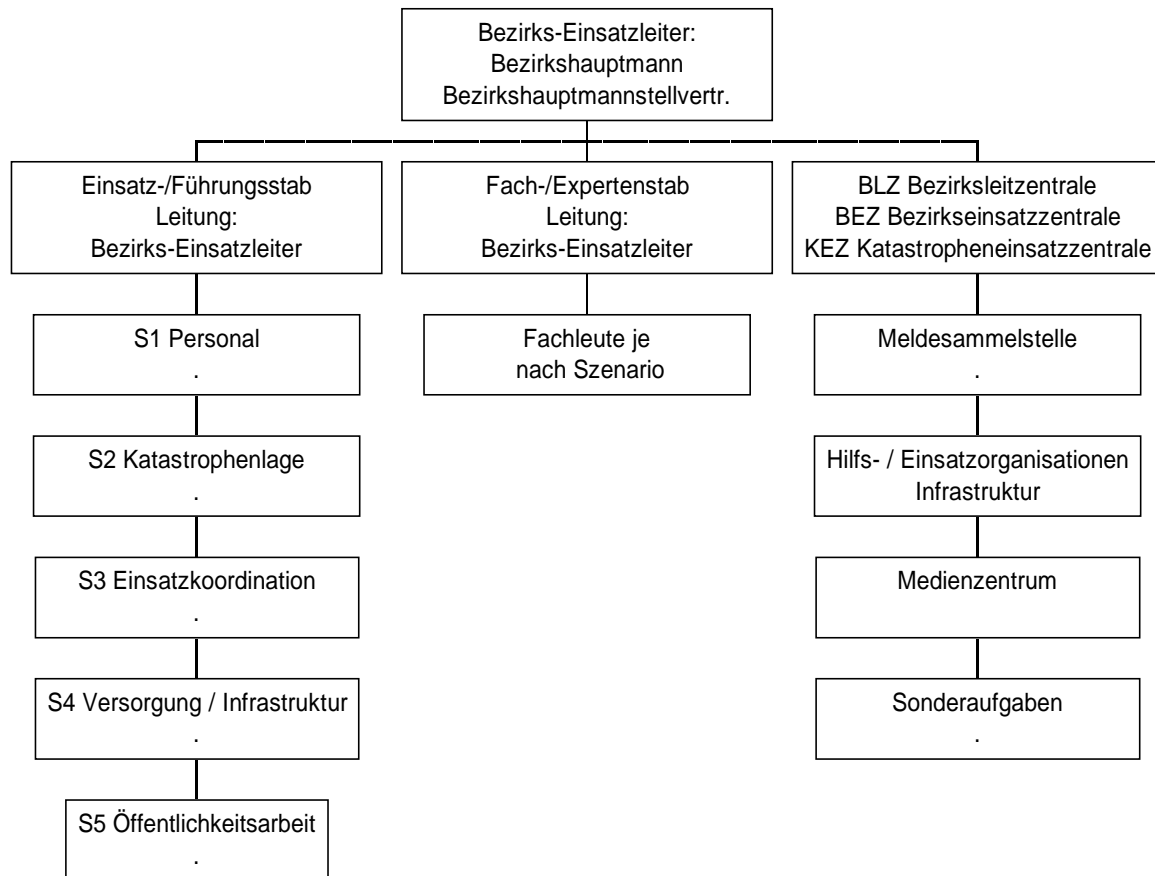 Bezirks-Einsatzleiter:
Bezirkshauptmann
Bezirkshauptmannstellvertr.
Einsatz-/Führungsstab
Leitung:
Bezirks-Einsatzleiter
Fach-/Expertenstab
Leitung:
Bezirks-Einsatzleiter
BLZ Bezirksleitzentrale
BEZ Bezirkseinsatzzentrale
KEZ Katastropheneinsatzzentrale
S1 Personal
.
Fachleute je
nach Szenario
Meldesammelstelle
.
S2 Katastrophenlage
.
Hilfs- / Einsatzorganisationen
Infrastruktur
S3 Einsatzkoordination
.
Medienzentrum
.
S4 Versorgung / Infrastruktur
.
Sonderaufgaben
.
S5 Öffentlichkeitsarbeit
.